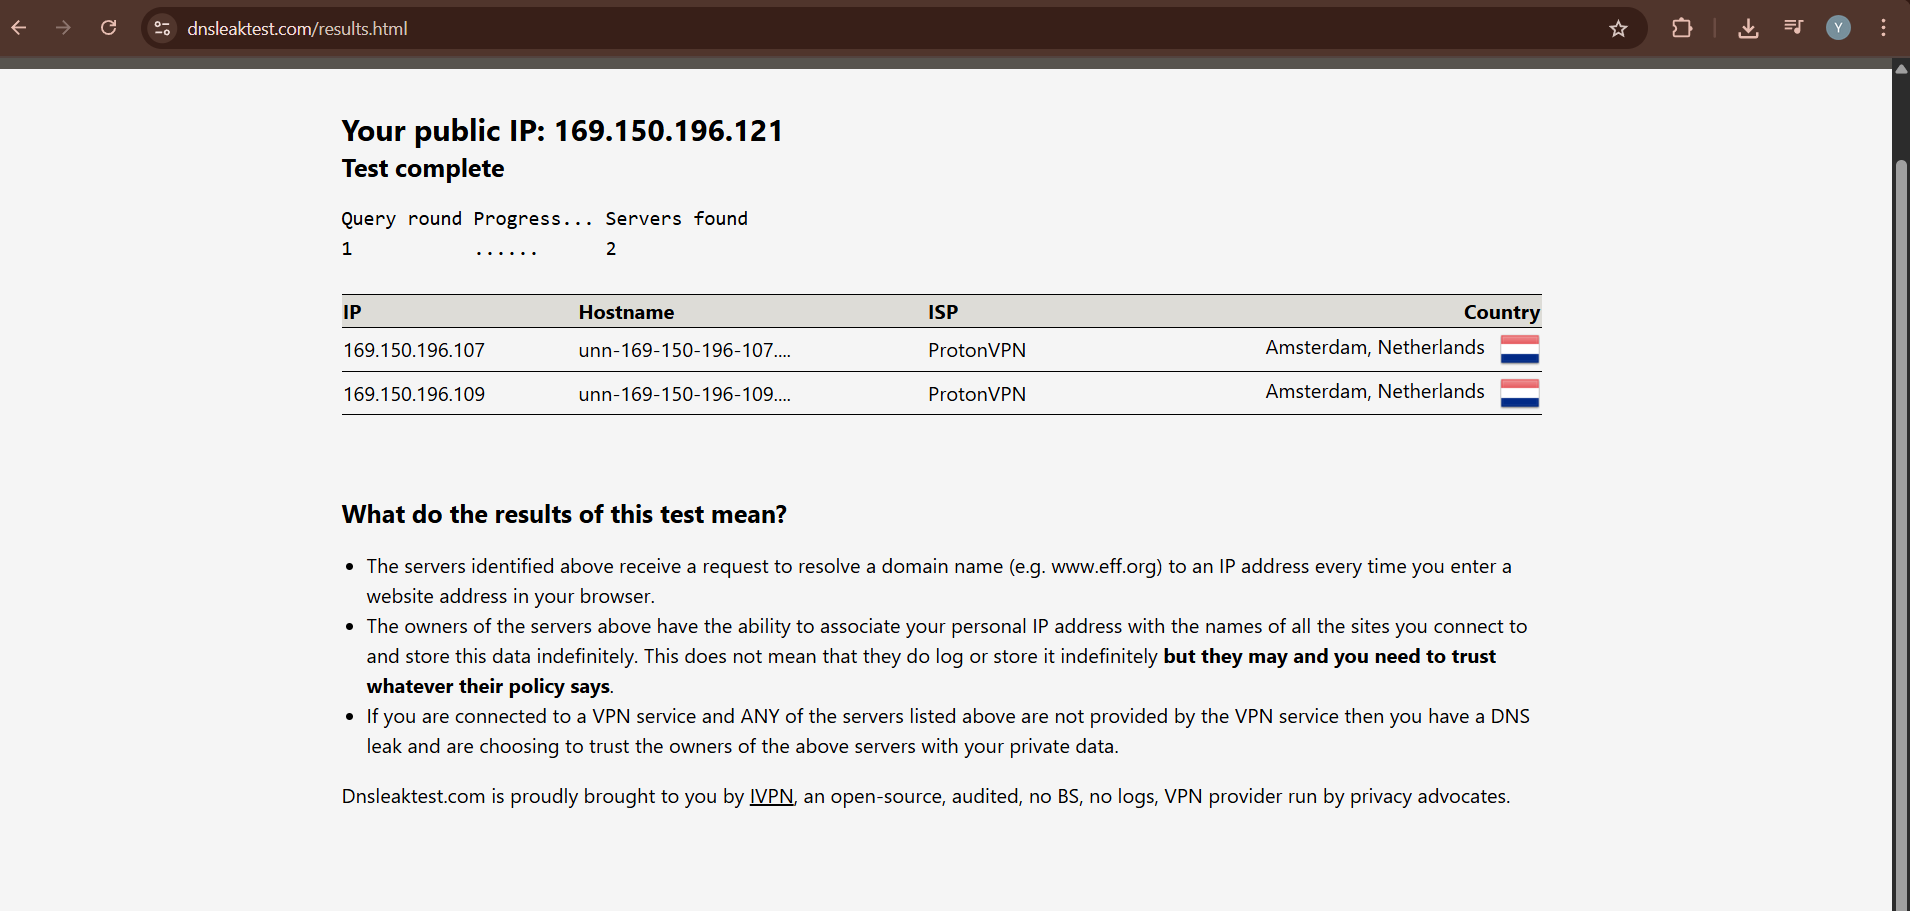 dnsleaktest.com/results.html
Y
Your public IP: 169.150.196.121
Test complete
Query round Progress... Servers found
1 ...... 2
IP Hostname ISP Country
169.150.196.107 unn-169-150-196-107.... ProtonVPN Amsterdam, Netherlands
169.150.196.109 unn-169-150-196-109.... ProtonVPN Amsterdam, Netherlands
What do the results of this test mean?
• The servers identified above receive a request to resolve a domain name (e.g. www.eff.org) to an IP address every time you enter a
website address in your browser.
• The owners of the servers above have the ability to associate your personal IP address with the names of all the sites you connect to
and store this data indefinitely. This does not mean that they do log or store it indefinitely but they may and you need to trust
whatever their policy says.
• If you are connected to a VPN service and ANY of the servers listed above are not provided by the VPN service then you have a DNS
leak and are choosing to trust the owners of the above servers with your private data.
Dnsleaktest.com is proudly brought to you by IVPN, an open-source, audited, no BS, no logs, VPN provider run by privacy advocates.